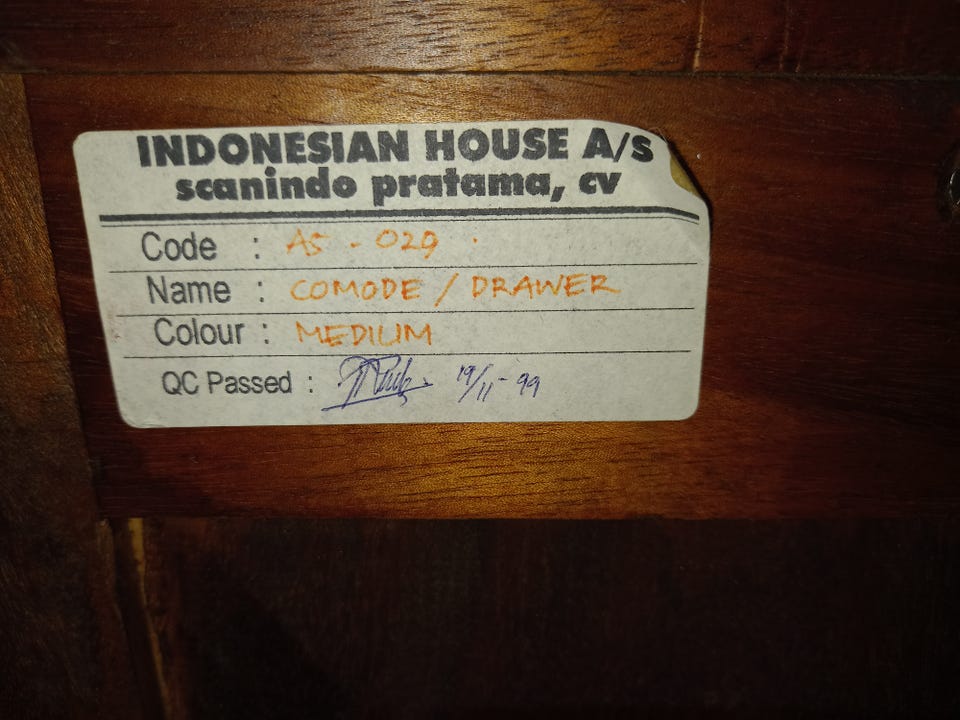 INDONESIAN HOUSE A/S
scanindo pratama, cv
Code : AS - 029
Name : COMODE / DRAWER
Colour : MEDIUM
QC Passed : 19/11-99